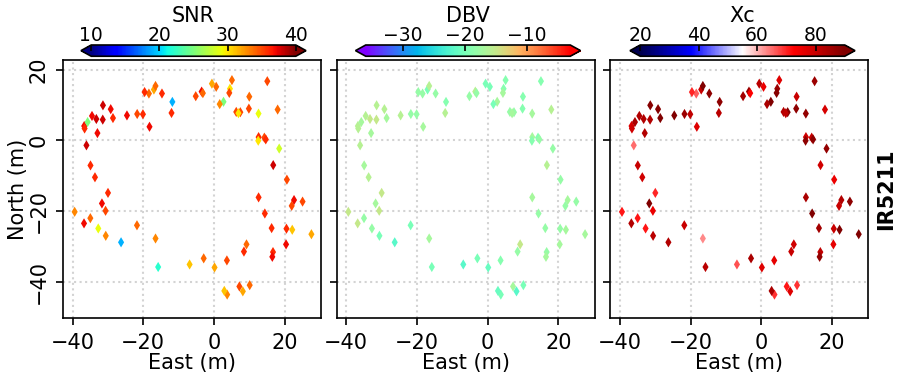 SNR DBV Xc
10 20 30 40 −30 −20 −10 20 40 60 80
20
0
−20
−40
North (m)
IR5211
−40 −20 0 20 −40 −20 0 20 −40 −20 0 20
East (m) East (m) East (m)